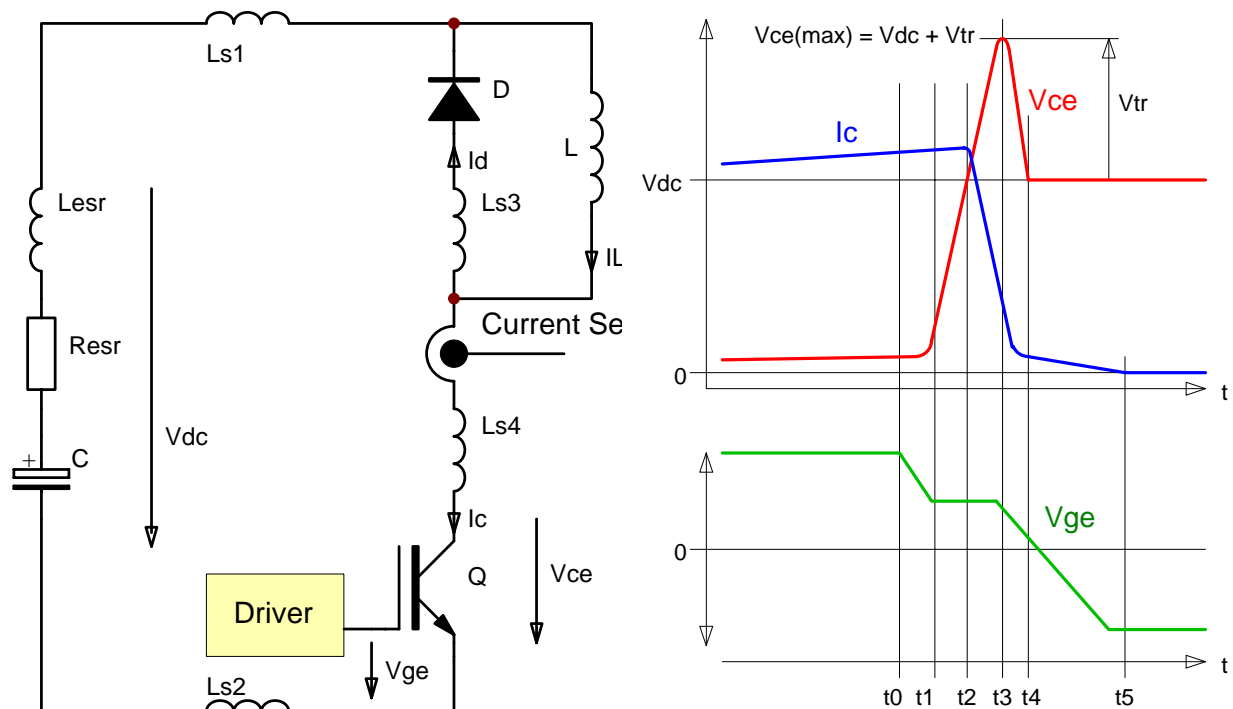 Ls1
D
L
Id
Lesr
Ls3
IL
Resr
Current Se
Vdc
Ls4
+
C
Ic
Q
Vce
Driver
Vge
Ls2
Vce(max) = Vdc + Vtr
Vce
Vtr
Ic
Vdc
0
t
Vge
0
t
t0 t1 t2 t3 t4 t5